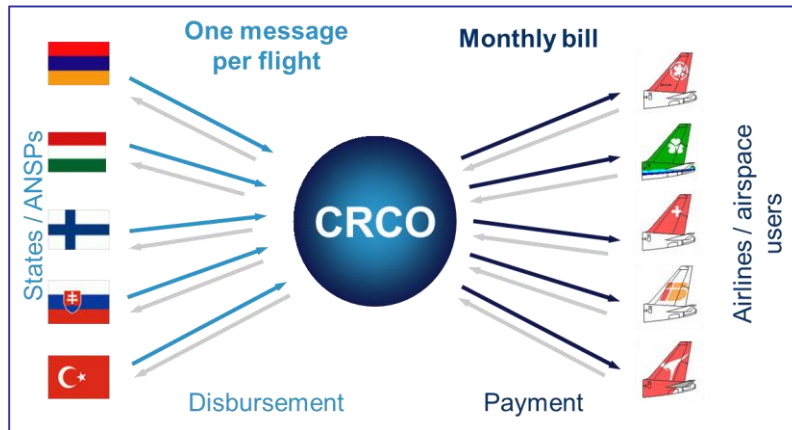 One message
per flight
Monthly bill
States / ANSPs
CRCO
Airlines / airspace
users
Disbursement
Payment